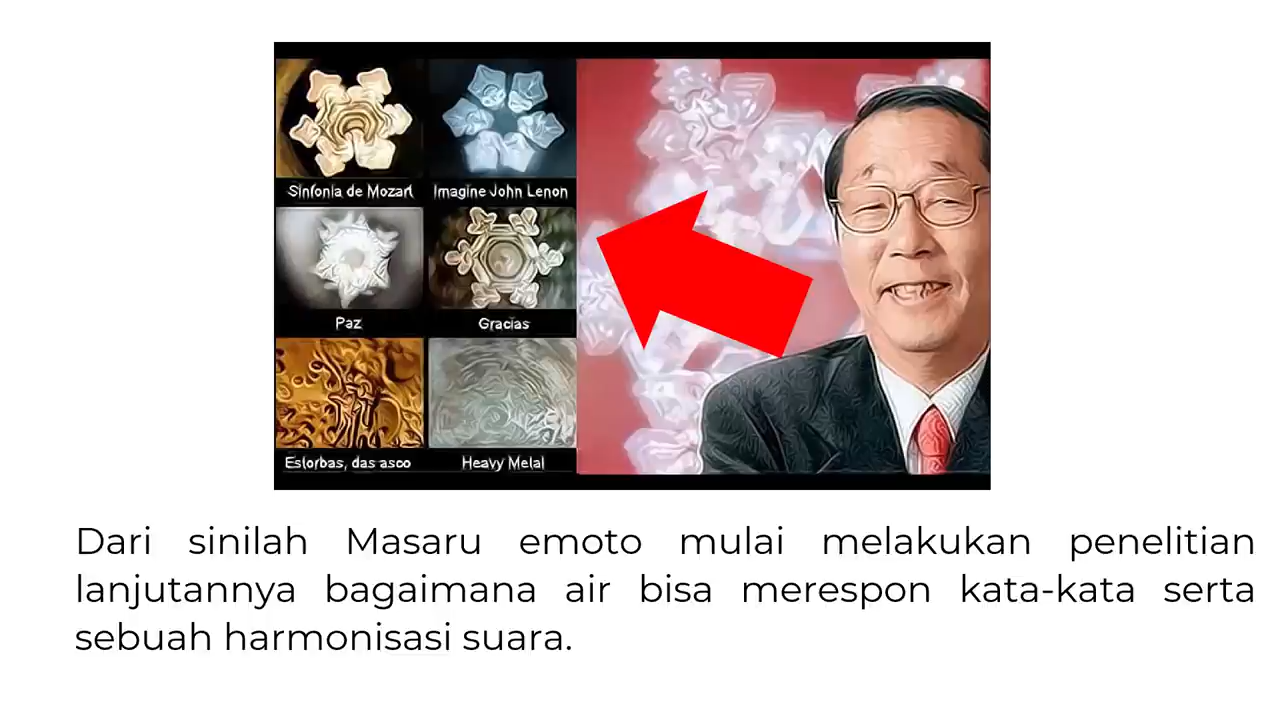 Sinfonia de Mozart
Imagine John Lenon
Paz
Gracias
Estorbas, das asco
Heavy Metal
Dari sinilah Masaru emoto mulai melakukan penelitian
lanjutannya bagaimana air bisa merespon kata-kata serta
sebuah harmonisasi suara.